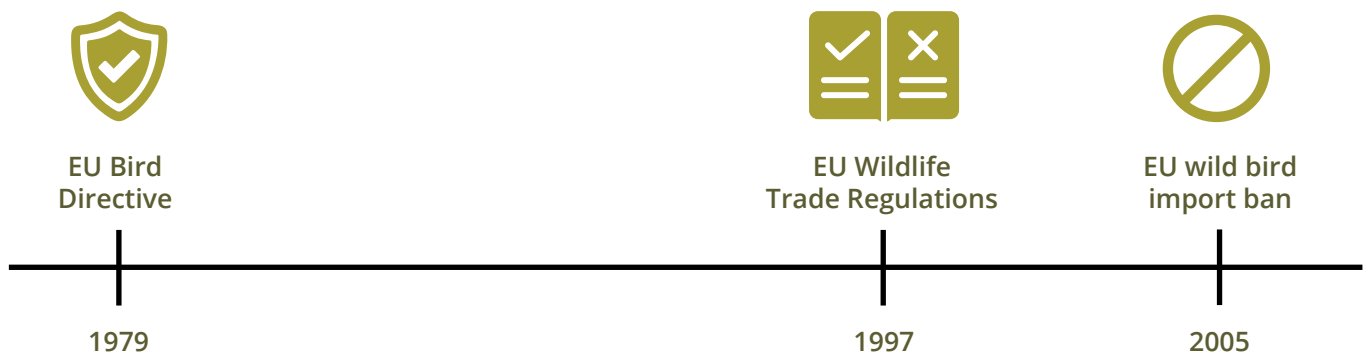 EU Bird
Directive
EU Wildlife
Trade Regulations
EU wild bird
import ban
1979
1997
2005